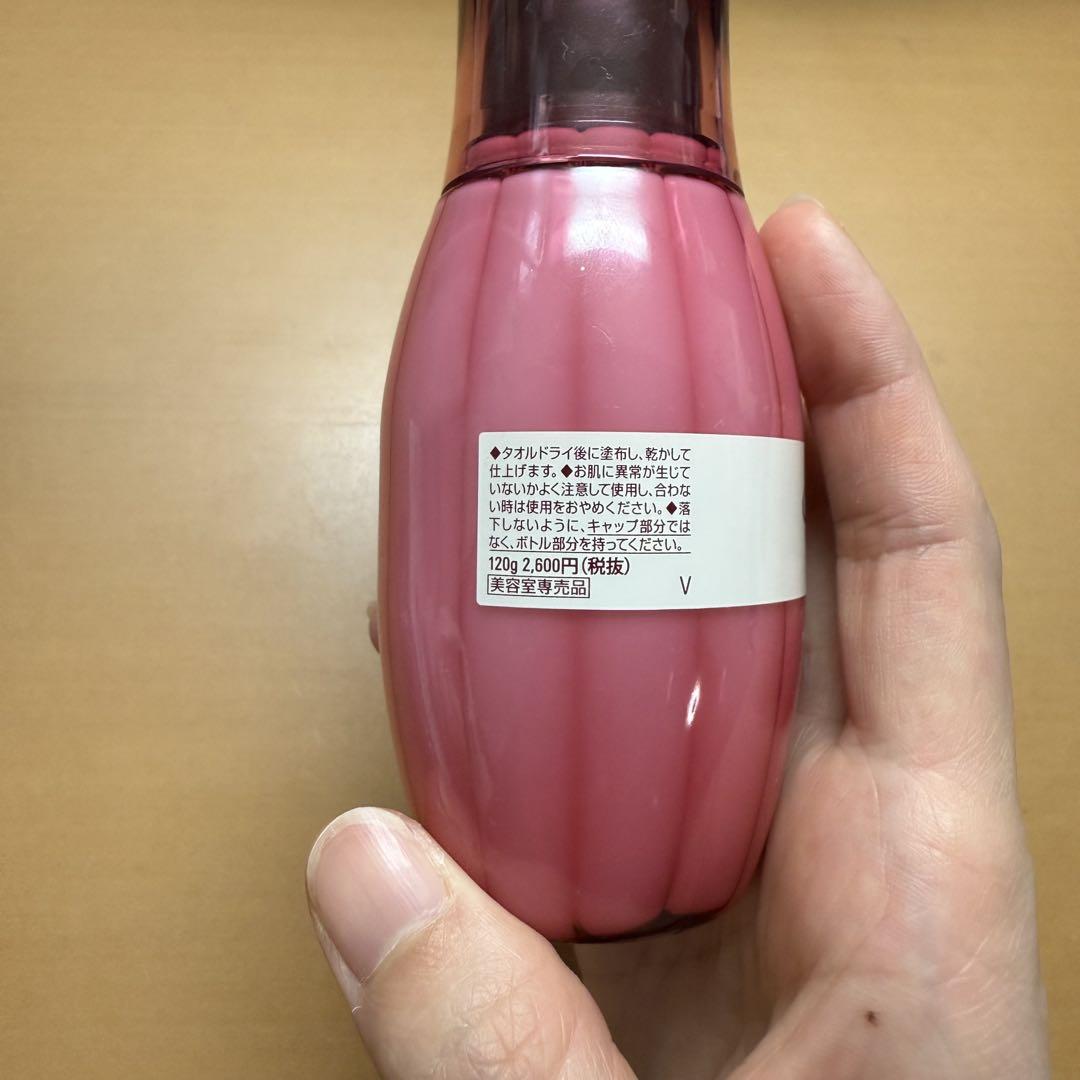 ◆タオルドライ後に塗布し、乾かして
仕上げます。◆お肌に異常が生じて
いないかよく注意して使用し、合わな
い時は使用をおやめください。◆落
下しないように、キャップ部分では
なく、ボトル部分を持ってください。
120g 2,600円(税抜)
美容室専売品 V